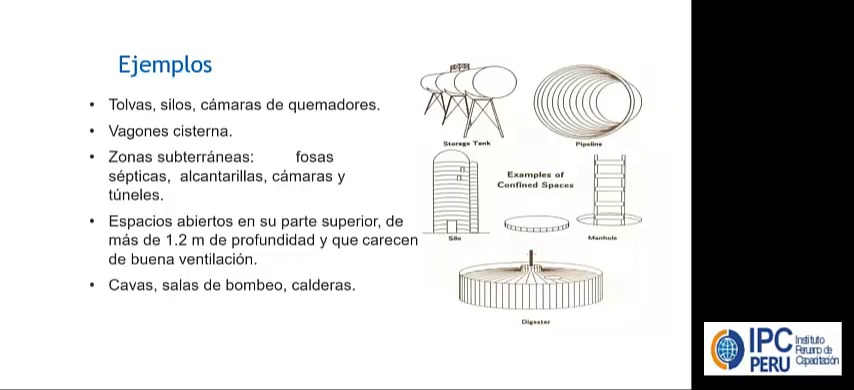 Ejemplos
• Tolvas, silos, cámaras de quemadores.
• Vagones cisterna.
• Zonas subterráneas: fosas
sépticas, alcantarillas, cámaras y
túneles.
• Espacios abiertos en su parte superior, de
más de 1.2 m de profundidad y que carecen
de buena ventilación.
• Cavas, salas de bombeo, calderas.
Storage Tank
Pipeline
Examples of
Confined Spaces
Silo
Manhole
Digester
IPC
PERU
Instituto
Peruano de
Capacitación